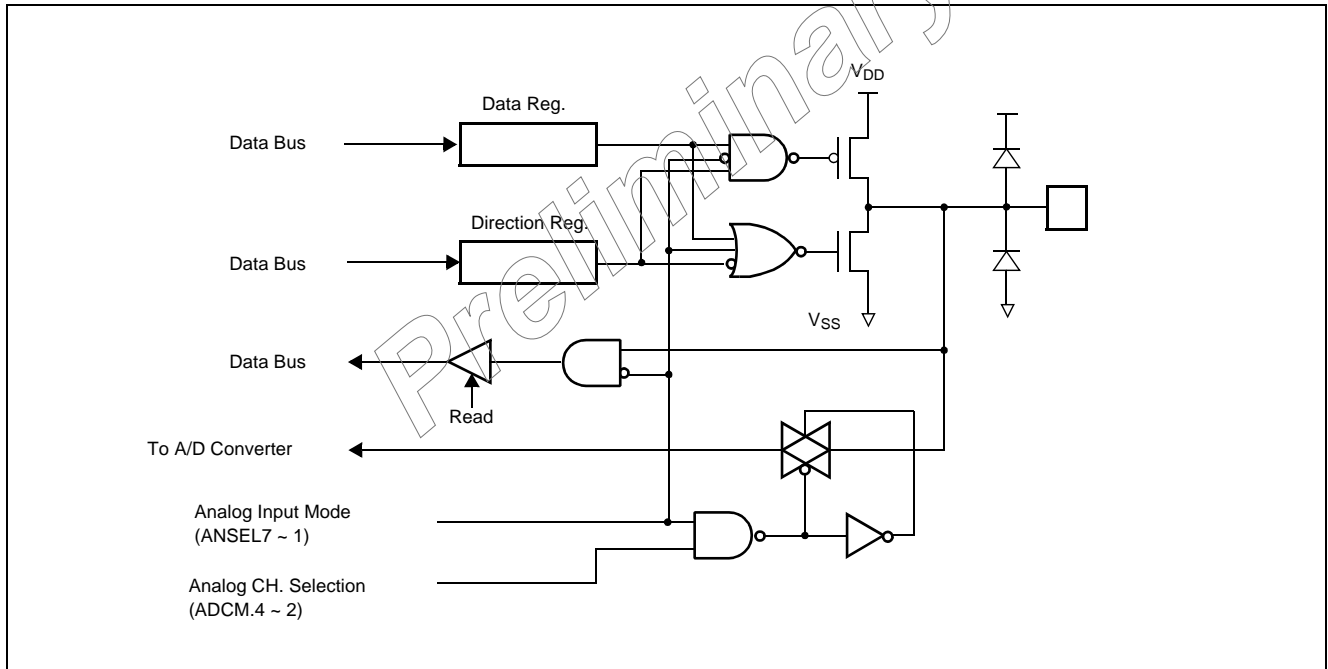 Preliminary
VDD
Data Reg.
Data Bus
Direction Reg.
Data Bus
VSS
Data Bus
Read
To A/D Converter
Analog Input Mode
(ANSEL7 ~ 1)
Analog CH. Selection
(ADCM.4 ~ 2)